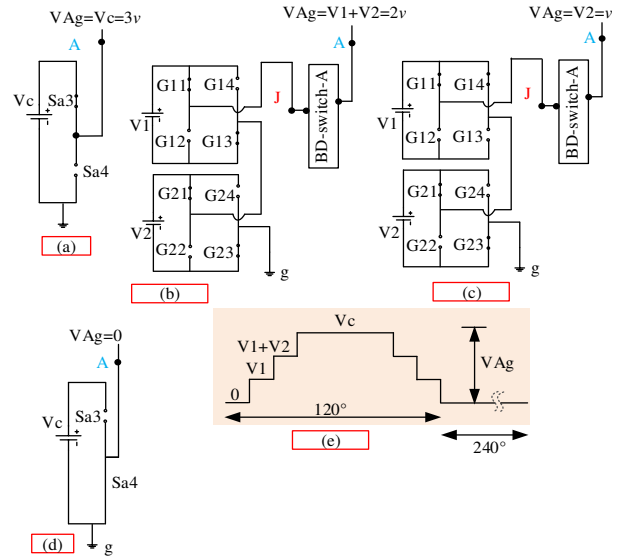 VAg=Vc=3v
A
Vc
Sa3
Sa4
(a)
VAg=V1+V2=2v
A
G11
G14
J
BD-switch-A
V1
G12
G13
G21
G24
V2
G22
G23
g
(b)
VAg=V2=v
A
G11
G14
J
BD-switch-A
V1
G12
G13
G21
G24
V2
G22
G23
g
(c)
VAg=0
A
Vc
Sa3
Sa4
g
(d)
Vc
V1+V2
V1
0
VAg
120°
240°
(e)